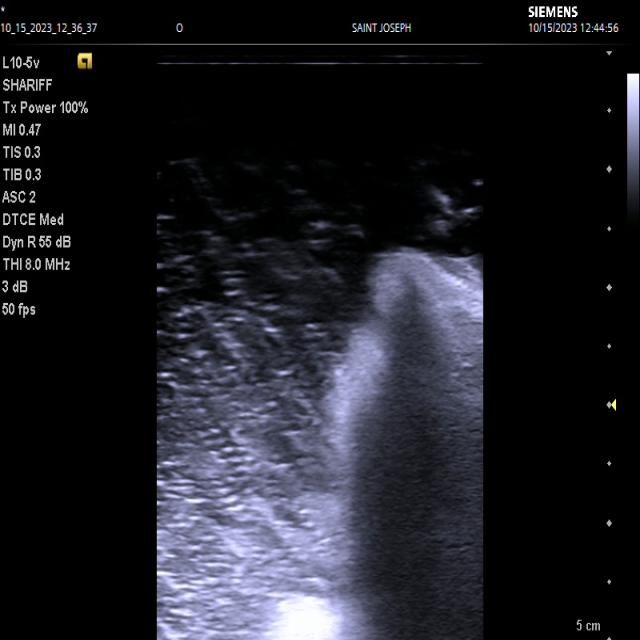 *
SIEMENS
10_15_2023_12_36_37
O
SAINT JOSEPH
10/15/2023 12:44:56
L10-5v
SHARIFF
Tx Power 100%
MI 0.47
TIS 0.3
TIB 0.3
ASC 2
DTCE Med
Dyn R 55 dB
THI 8.0 MHz
3 dB
50 fps
5 cm